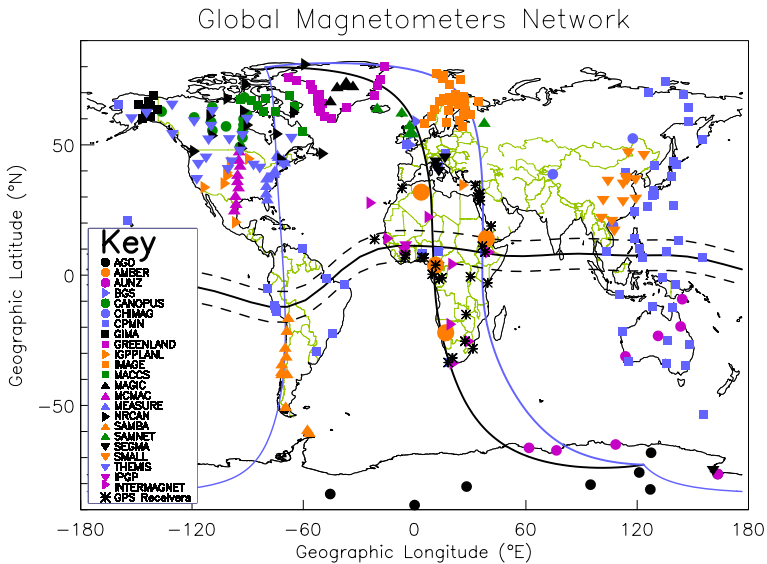 Global Magnetometers Network
Geographic Latitude (°N)
50
0
−50
Key
AGO
AMBER
AUNZ
BGS
CANOPUS
CHIMAG
CPMN
GIMA
GREENLAND
IGPPLANL
IMAGE
MACCS
MAGIC
MCMAC
MEASURE
NRCAN
SAMBA
SAMNET
SEGMA
SMALL
THEMIS
IPGP
INTERMAGNET
GPS Receivers
−180
−120
−60
0
60
120
180
Geographic Longitude (°E)